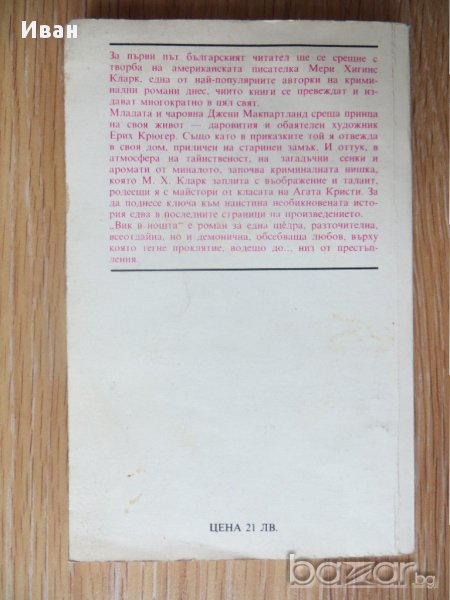 Иван
За първи път българският читател ще се срещне с
творба на американската писателка Мери Хигинс
Кларк, една от най-популярните авторки на крими-
нални романи днес, чиито книги се превеждат и из-
дават многократно в цял свят.
Младата и чаровна Джени Макпартланд среща принца
на своя живот — даровития и обаятелен художник
Ерих Крюгер. Също като в приказките той я отвежда
в своя дом, приличен на старинен замък. И оттук, в
атмосфера на тайнственост, на загадъчни сенки и
аромати от миналото, започва криминалната нишка,
която М. Х. Кларк заплита с въображение и талант,
родеещи я с майстори от класата на Агата Кристи. За
да поднесе ключа към наистина необикновената исто-
рия едва в последните страници на произведението.
„Вик в нощта“ е роман за една щедра, разточителна,
всеотдайна, но и демонична, обсебваща любов, върху
която тегне проклятие, водещо до... низ от престъп-
ления.
ЦЕНА 21 ЛВ.
bazar.bg